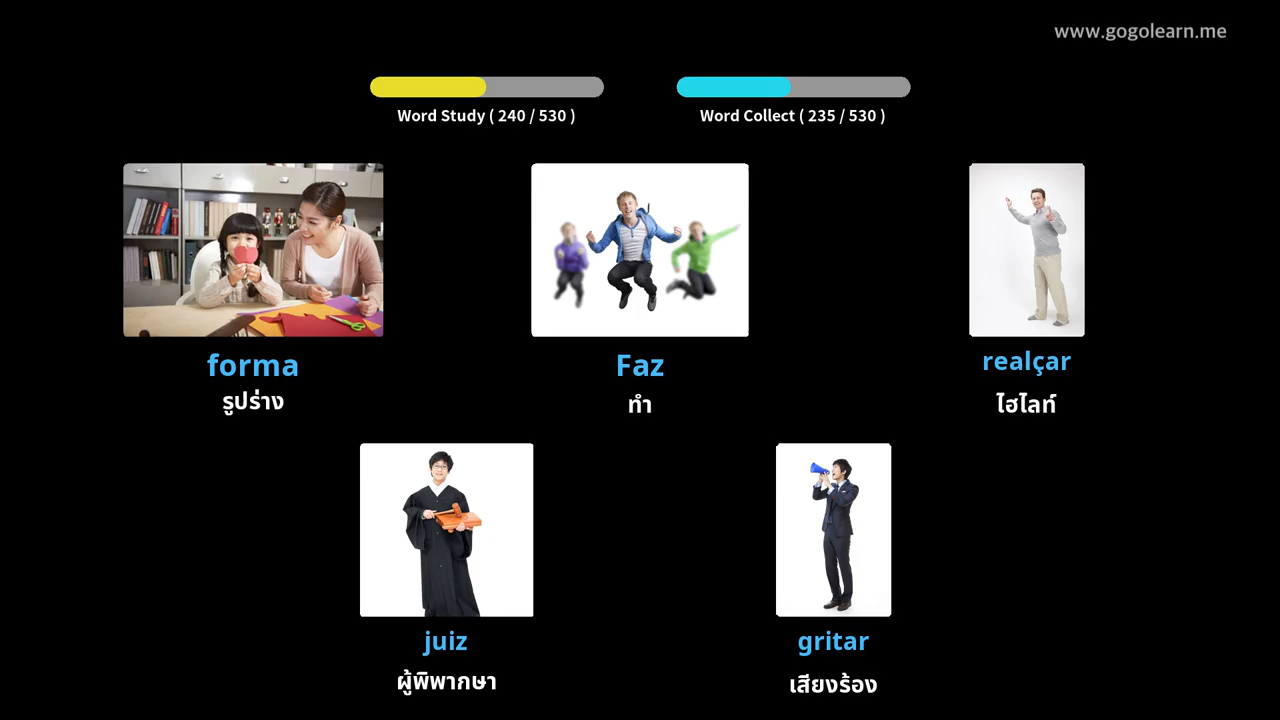 www.gogolearn.me
Word Study ( 240 / 530 )
Word Collect ( 235 / 530 )
forma
รูปร่าง
Faz
ทำ
realçar
ไฮไลท์
juiz
ผู้พิพากษา
gritar
เสียงร้อง